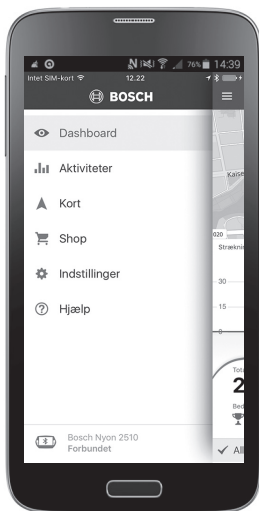 76% 14:39
Intet SIM-kort 12.22
BOSCH
Dashboard
Aktiviteter
Kort
Shop
Indstillinger
Hjælp
Bosch Nyon 2510
Forbundet
Kaise
020
Strækni
30
15
0
Tota
2
Bed
All